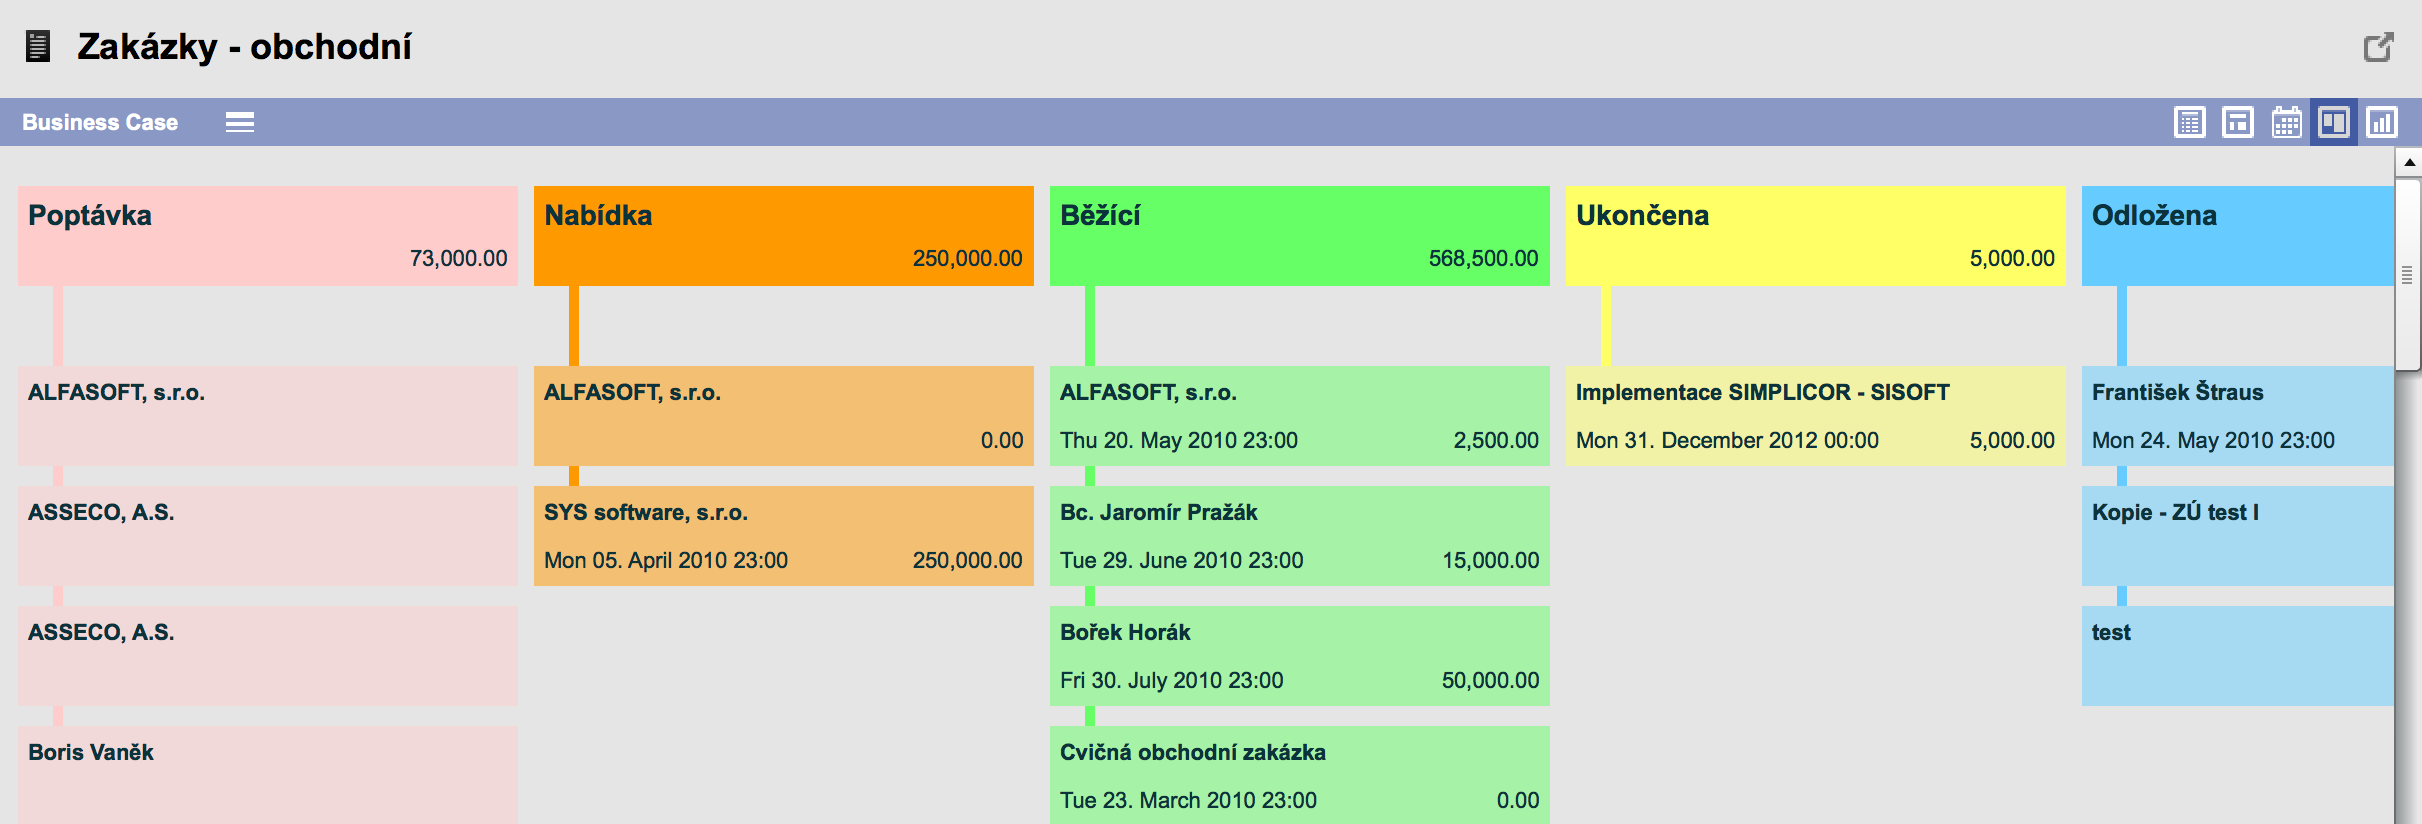 Zakázky - obchodní
Business Case
Poptávka
73,000.00
ALFASOFT, s.r.o.
ASSECO, A.S.
ASSECO, A.S.
Boris Vaněk
Nabídka
250,000.00
ALFASOFT, s.r.o.
0.00
SYS software, s.r.o.
Mon 05. April 2010 23:00 250,000.00
Běžící
568,500.00
ALFASOFT, s.r.o.
Thu 20. May 2010 23:00 2,500.00
Bc. Jaromír Pražák
Tue 29. June 2010 23:00 15,000.00
Bořek Horák
Fri 30. July 2010 23:00 50,000.00
Cvičná obchodní zakázka
Tue 23. March 2010 23:00 0.00
Ukončena
5,000.00
Implementace SIMPLICOR - SISOFT
Mon 31. December 2012 00:00 5,000.00
Odložena
František Štraus
Mon 24. May 2010 23:00
Kopie - ZÚ test I
test